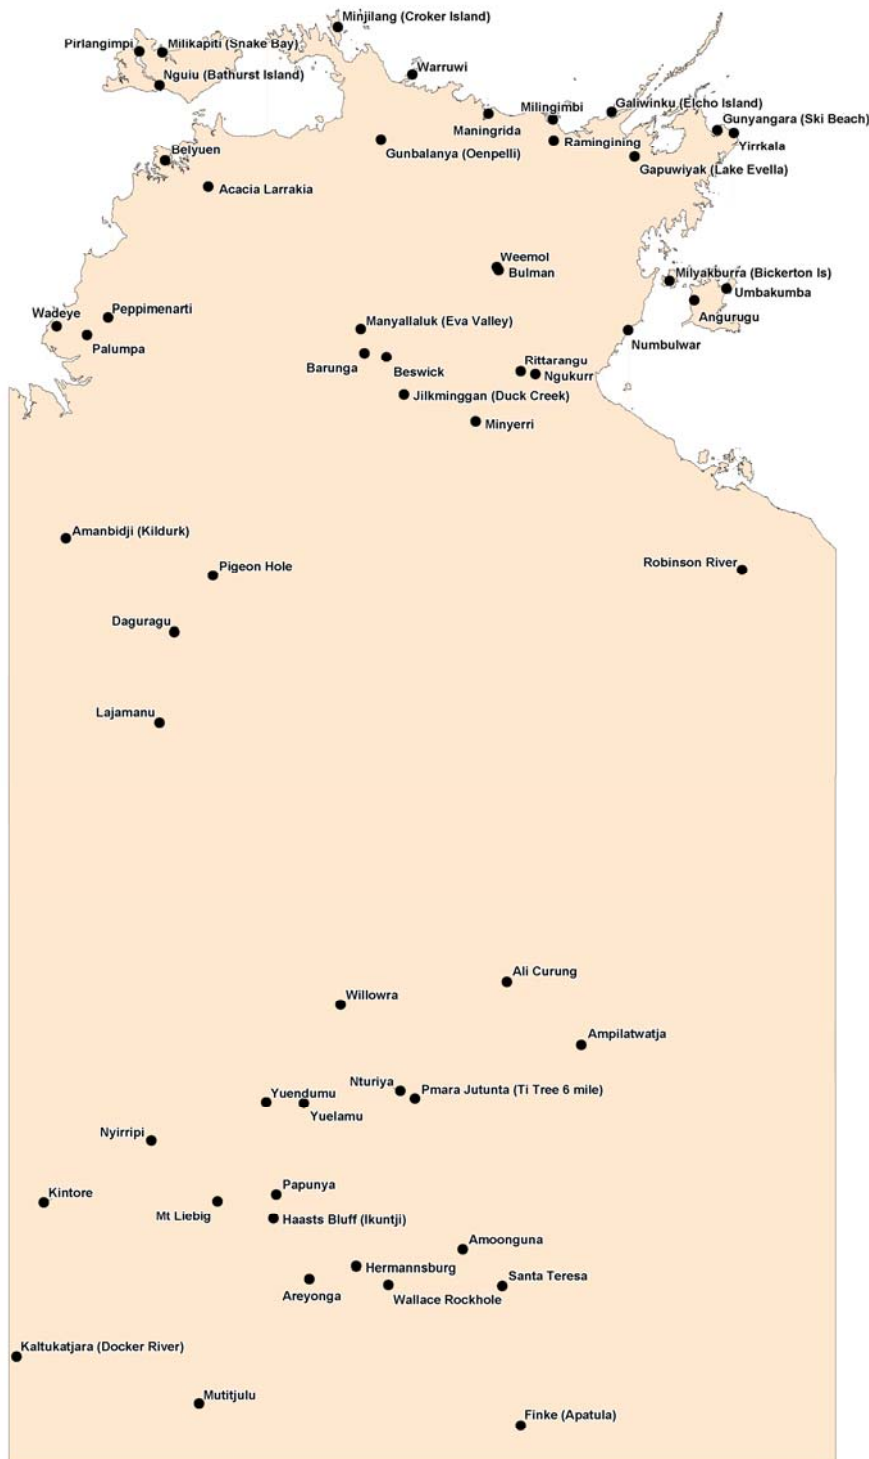 Minjilang (Croker Island)
Pirlangimpi
Milikapiti (Snake Bay)
Warruwi
Nguiu (Bathurst Island)
Milingimbi
Galiwinku (Elcho Island)
Gunyangara (Ski Beach)
Maningrida
Ramingining
Yirrkala
Belyuen
Gunbalanya (Oenpelli)
Gapuwiyak (Lake Evella)
Acacia Larrakia
Weemol
Bulman
Milyakburra (Bickerton Is)
Umbakumba
Angurugu
Wadeye
Peppimenarti
Palumpa
Manyallaluk (Eva Valley)
Numbulwar
Barunga
Beswick
Rittarangu
Ngukurr
Jilkminggan (Duck Creek)
Minyerri
Amanbidji (Kildurk)
Pigeon Hole
Robinson River
Daguragu
Lajamanu
Ali Curung
Willowra
Ampilatwatja
Nturiya
Pmara Jutunta (Ti Tree 6 mile)
Yuendumu
Yuelamu
Nyirripi
Papunya
Kintore
Mt Liebig
Haasts Bluff (Ikuntji)
Amoonguna
Hermannsburg
Santa Teresa
Areyonga
Wallace Rockhole
Kaltukatjara (Docker River)
Mutitjulu
Finke (Apatula)